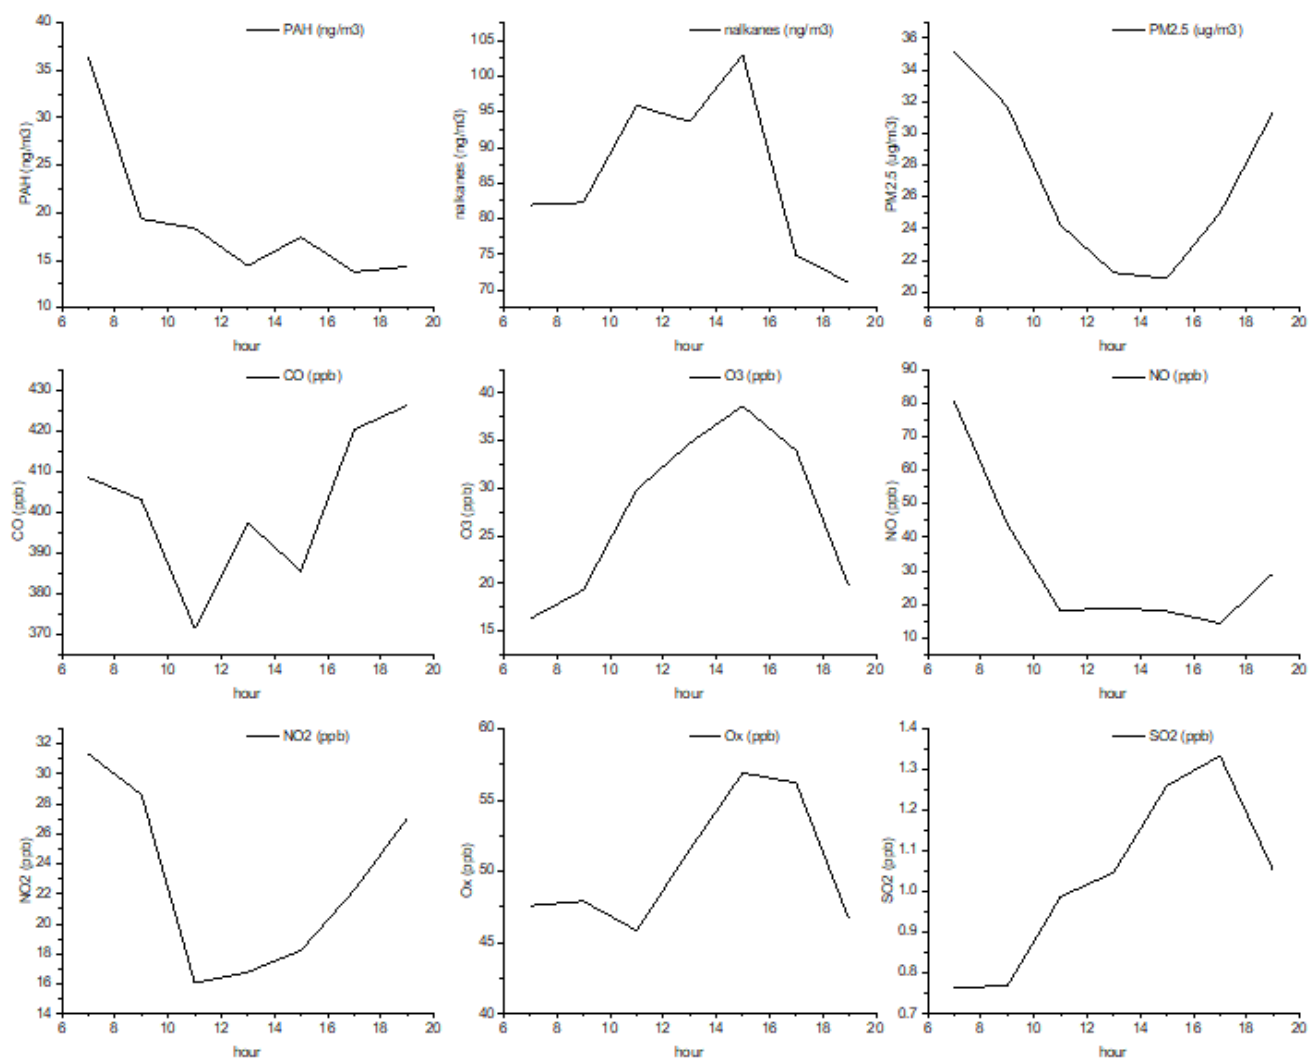 PAH (ng/m3)
40
35
30
25
20
15
10
PAH (ng/m3)
6 8 10 12 14 16 18 20
hour
nalkanes (ng/m3)
105
100
95
90
85
80
75
70
nalkanes (ng/m3)
6 8 10 12 14 16 18 20
hour
PM2.5 (ug/m3)
36
34
32
30
28
26
24
22
20
PM2.5 (ug/m3)
6 8 10 12 14 16 18 20
hour
CO (ppb)
430
420
410
400
390
380
370
CO (ppb)
6 8 10 12 14 16 18 20
hour
O3 (ppb)
40
35
30
25
20
15
O3 (ppb)
6 8 10 12 14 16 18 20
hour
NO (ppb)
90
80
70
60
50
40
30
20
10
NO (ppb)
6 8 10 12 14 16 18 20
hour
NO2 (ppb)
32
30
28
26
24
22
20
18
16
14
NO2 (ppb)
6 8 10 12 14 16 18 20
hour
Ox (ppb)
60
55
50
45
40
Ox (ppb)
6 8 10 12 14 16 18 20
hour
SO2 (ppb)
1.4
1.3
1.2
1.1
1.0
0.9
0.8
0.7
SO2 (ppb)
6 8 10 12 14 16 18 20
hour